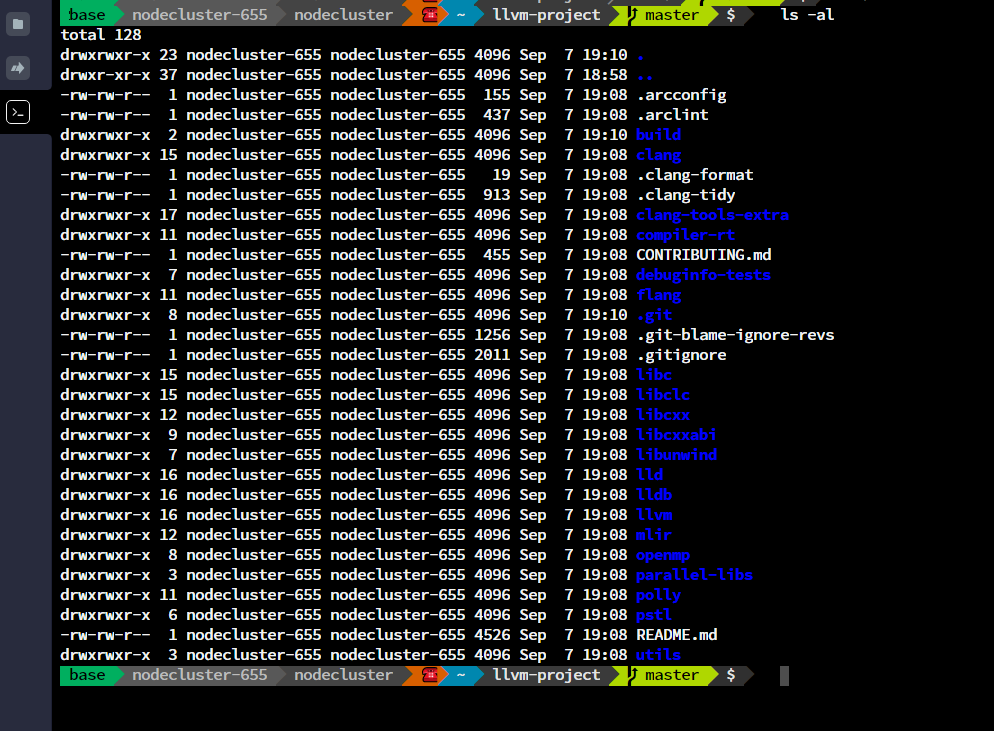 base nodecluster-655 nodecluster ~ llvm-project master $ ls -al
total 128
drwxrwxr-x 23 nodecluster-655 nodecluster-655 4096 Sep  7 19:10 .
drwxr-xr-x 37 nodecluster-655 nodecluster-655 4096 Sep  7 18:58 ..
-rw-rw-r--  1 nodecluster-655 nodecluster-655  155 Sep  7 19:08 .arcconfig
-rw-rw-r--  1 nodecluster-655 nodecluster-655  437 Sep  7 19:08 .arclint
drwxrwxr-x  2 nodecluster-655 nodecluster-655 4096 Sep  7 19:10 build
drwxrwxr-x 15 nodecluster-655 nodecluster-655 4096 Sep  7 19:08 clang
-rw-rw-r--  1 nodecluster-655 nodecluster-655   19 Sep  7 19:08 .clang-format
-rw-rw-r--  1 nodecluster-655 nodecluster-655  913 Sep  7 19:08 .clang-tidy
drwxrwxr-x 17 nodecluster-655 nodecluster-655 4096 Sep  7 19:08 clang-tools-extra
drwxrwxr-x 11 nodecluster-655 nodecluster-655 4096 Sep  7 19:08 compiler-rt
-rw-rw-r--  1 nodecluster-655 nodecluster-655  455 Sep  7 19:08 CONTRIBUTING.md
drwxrwxr-x  7 nodecluster-655 nodecluster-655 4096 Sep  7 19:08 debuginfo-tests
drwxrwxr-x 11 nodecluster-655 nodecluster-655 4096 Sep  7 19:08 flang
drwxrwxr-x  8 nodecluster-655 nodecluster-655 4096 Sep  7 19:10 .git
-rw-rw-r--  1 nodecluster-655 nodecluster-655 1256 Sep  7 19:08 .git-blame-ignore-revs
-rw-rw-r--  1 nodecluster-655 nodecluster-655 2011 Sep  7 19:08 .gitignore
drwxrwxr-x 15 nodecluster-655 nodecluster-655 4096 Sep  7 19:08 libc
drwxrwxr-x 15 nodecluster-655 nodecluster-655 4096 Sep  7 19:08 libclc
drwxrwxr-x 12 nodecluster-655 nodecluster-655 4096 Sep  7 19:08 libcxx
drwxrwxr-x  9 nodecluster-655 nodecluster-655 4096 Sep  7 19:08 libcxxabi
drwxrwxr-x  7 nodecluster-655 nodecluster-655 4096 Sep  7 19:08 libunwind
drwxrwxr-x 16 nodecluster-655 nodecluster-655 4096 Sep  7 19:08 lld
drwxrwxr-x 16 nodecluster-655 nodecluster-655 4096 Sep  7 19:08 lldb
drwxrwxr-x 16 nodecluster-655 nodecluster-655 4096 Sep  7 19:08 llvm
drwxrwxr-x 12 nodecluster-655 nodecluster-655 4096 Sep  7 19:08 mlir
drwxrwxr-x  8 nodecluster-655 nodecluster-655 4096 Sep  7 19:08 openmp
drwxrwxr-x  3 nodecluster-655 nodecluster-655 4096 Sep  7 19:08 parallel-libs
drwxrwxr-x 11 nodecluster-655 nodecluster-655 4096 Sep  7 19:08 polly
drwxrwxr-x  6 nodecluster-655 nodecluster-655 4096 Sep  7 19:08 pstl
-rw-rw-r--  1 nodecluster-655 nodecluster-655 4526 Sep  7 19:08 README.md
drwxrwxr-x  3 nodecluster-655 nodecluster-655 4096 Sep  7 19:08 utils
base nodecluster-655 nodecluster ~ llvm-project master $